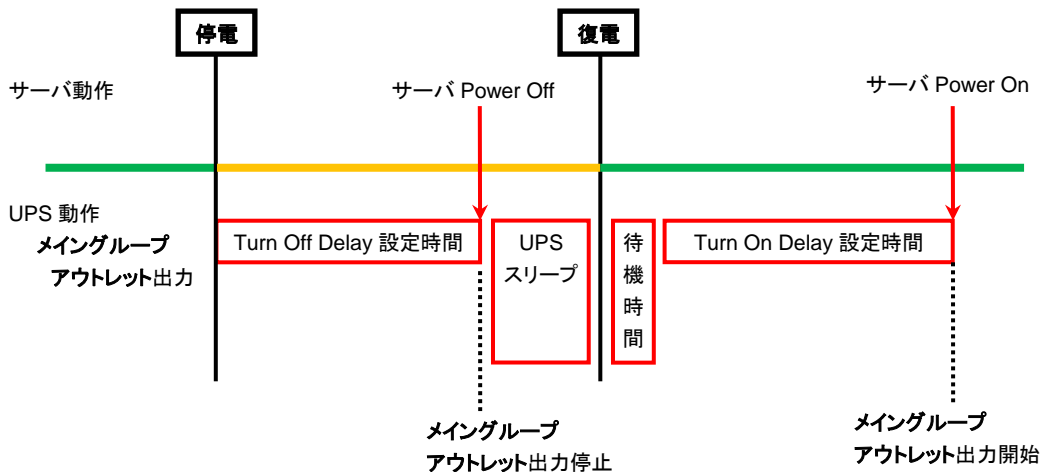 停電
復電
サーバ動作
サーバ Power Off
サーバ Power On
UPS 動作
メイングループ
アウトレット出力
Turn Off Delay 設定時間
UPS
スリープ
待
機
時
間
Turn On Delay 設定時間
メイングループ
アウトレット出力停止
メイングループ
アウトレット出力開始